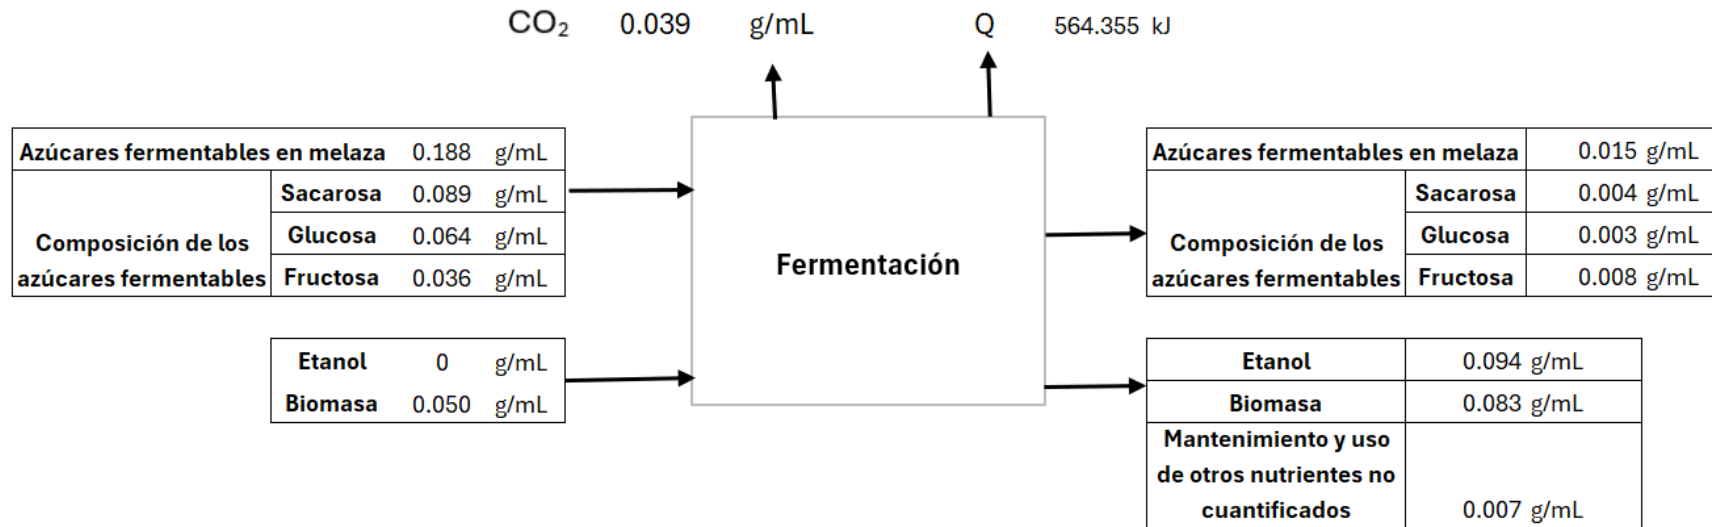 CO₂ 0.039 g/mL Q 564.355 kJ
Azúcares fermentables en melaza 0.188 g/mL
Sacarosa 0.089 g/mL
Composición de los
azúcares fermentables
Glucosa 0.064 g/mL
Fructosa 0.036 g/mL
Etanol 0 g/mL
Biomasa 0.050 g/mL
Fermentación
Azúcares fermentables en melaza 0.015 g/mL
Sacarosa 0.004 g/mL
Composición de los
azúcares fermentables
Glucosa 0.003 g/mL
Fructosa 0.008 g/mL
Etanol 0.094 g/mL
Biomasa 0.083 g/mL
Mantenimiento y uso
de otros nutrientes no
cuantificados 0.007 g/mL